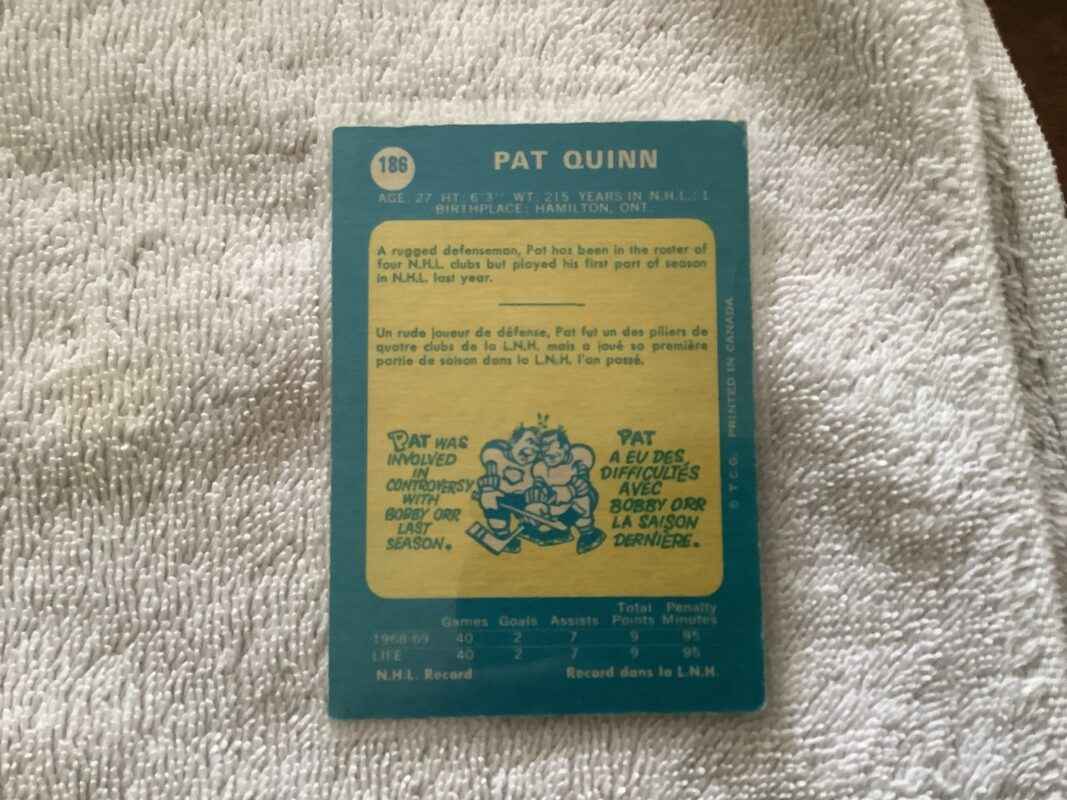 186
PAT QUINN
AGE: 27 HT: 6'3'' WT: 215 YEARS IN N.H.L.: 1
BIRTHPLACE: HAMILTON, ONT.
A rugged defenseman, Pat has been in the roster of
four N.H.L. clubs but played his first part of season
in N.H.L. last year.
Un rude joueur de défense, Pat fut un des piliers de
quatre clubs de la L.N.H. mais a joué sa première
partie de saison dans la L.N.H. l'an passé.
PAT WAS
INVOLVED
IN
CONTROVERSY
WITH
BOBBY ORR
LAST
SEASON.
PAT
A EU DES
DIFFICULTÉS
AVEC
BOBBY ORR
LA SAISON
DERNIÈRE.
© T.C.G. PRINTED IN CANADA
Total Penalty
Games Goals Assists Points Minutes
1968-69 40 2 7 9 95
LIFE 40 2 7 9 95
N.H.L. Record Record dans la L.N.H.